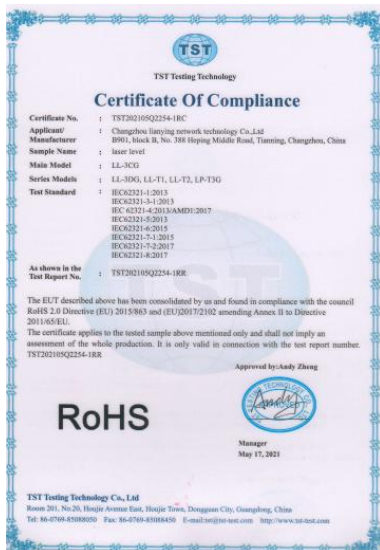 TST
TST Testing Technology
Certificate Of Compliance
Certificate No. : TST202105Q2254-1RC
Applicant/ : Changzhou lianying network technology Co.,Ltd
Manufacturer B901, block B, No. 388 Heping Middle Road, Tianning, Changzhou, China
Sample Name : laser level
Main Model : LL-3CG
Series Models : LL-3DG, LL-T1, LL-T2, LP-T3G
Test Standard : IEC62321-1:2013
IEC62321-3-1:2013
IEC 62321-4:2013/AMD1:2017
IEC62321-5:2013
IEC62321-6:2015
IEC62321-7-1:2015
IEC62321-7-2:2017
IEC62321-8:2017
As shown in the
Test Report No. : TST202105Q2254-1RR
The EUT described above has been consolidated by us and found in compliance with the council
RoHS 2.0 Directive (EU) 2015/863 and (EU)2017/2102 amending Annex II to Directive
2011/65/EU.
The certificate applies to the tested sample above mentioned only and shall not imply an
assessment of the whole production. It is only valid in connection with the test report number.
TST202105Q2254-1RR
Approved by:Andy Zheng
RoHS
Andy
APPROVED
Manager
May 17, 2021
TST Testing Technology Co., Ltd
Room 201, No.20, Houjie Avenue East, Houjie Town, Dongguan City, Guangdong, China
Tel: 86-0769-85088050 Fax: 86-0769-85088450 E-mail:tst@tst-test.com http://www.tst-test.com